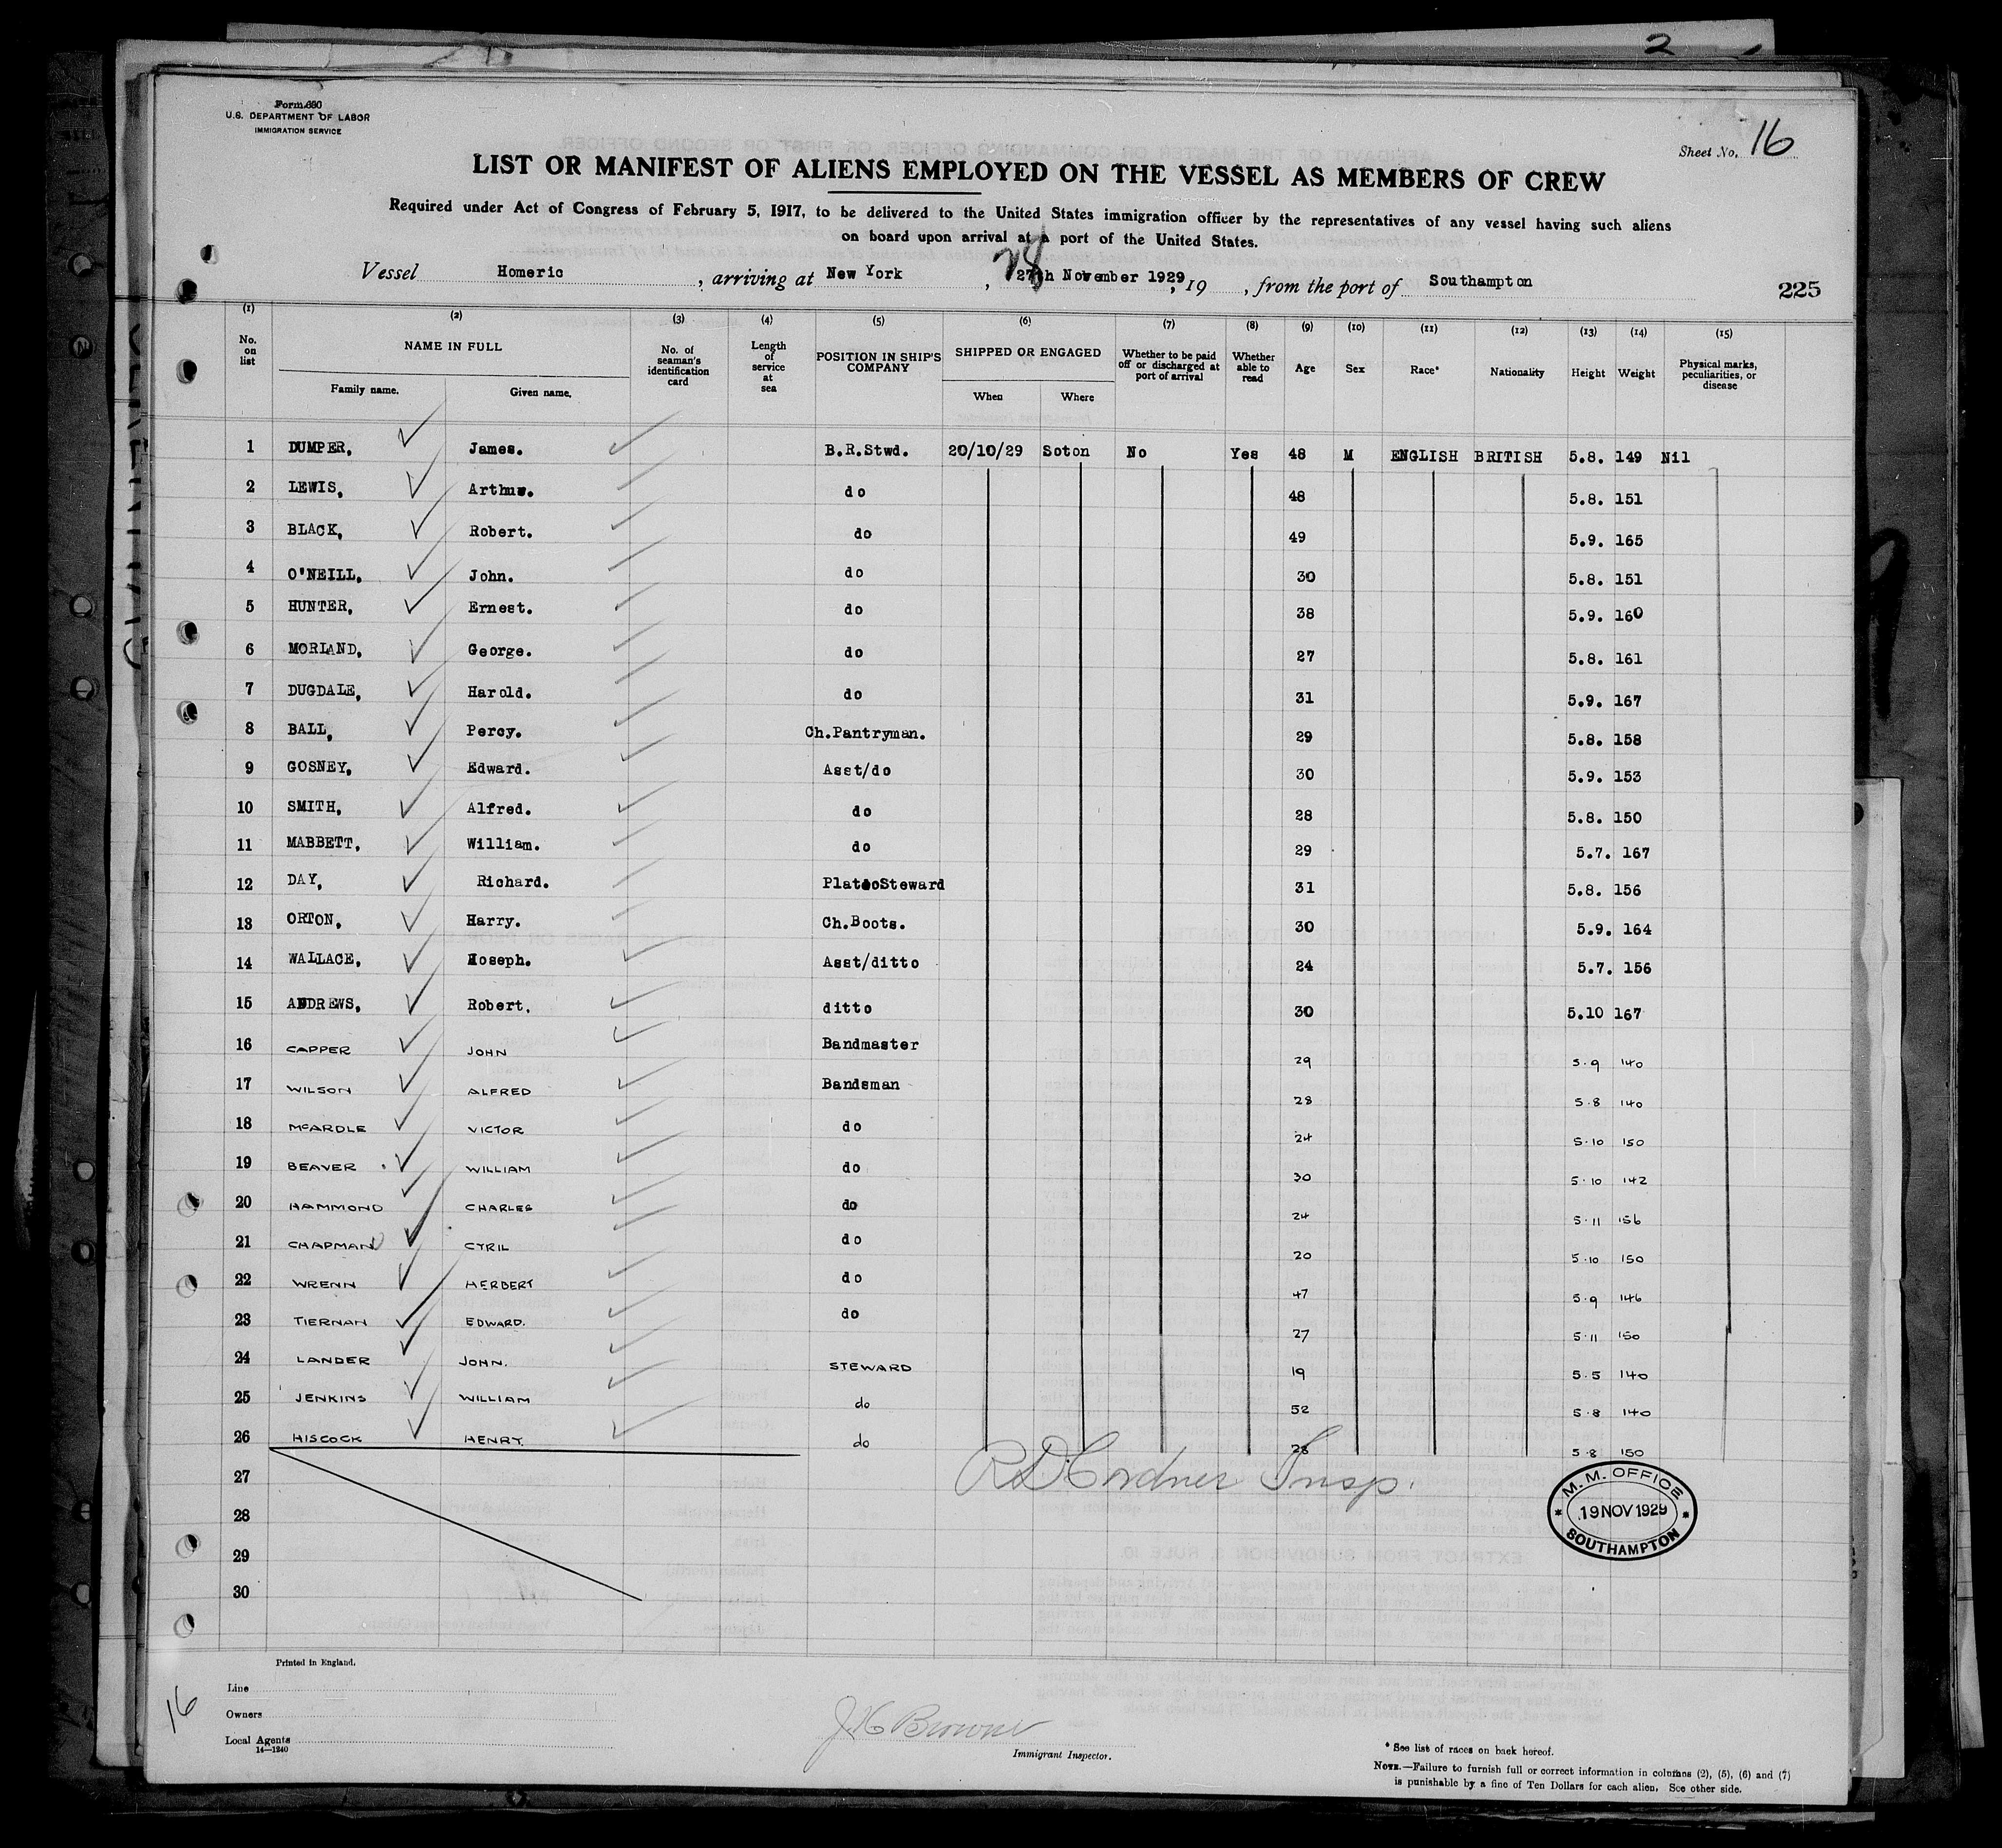 2
Form 680
U.S. DEPARTMENT OF LABOR
IMMIGRATION SERVICE
Sheet No. 16
LIST OR MANIFEST OF ALIENS EMPLOYED ON THE VESSEL AS MEMBERS OF CREW
Required under Act of Congress of February 5, 1917, to be delivered to the United States immigration officer by the representatives of any vessel having such aliens
on board upon arrival at a port of the United States.
Vessel Homeric, arriving at New York, 28 27th November 1929, 19 , from the port of Southampton
225
(1) (2) (3) (4) (5) (6) (7) (8) (9) (10) (11) (12) (13) (14) (15)
No. on list NAME IN FULL No. of seaman's identification card Length of service at sea POSITION IN SHIP'S COMPANY SHIPPED OR ENGAGED Whether to be paid off or discharged at port of arrival Whether able to read Age Sex Race* Nationality Height Weight Physical marks, peculiarities, or disease
Family name. Given name. When Where
1 DUMPER, James. B.R.Stwd. 20/10/29 Soton No Yes 48 M ENGLISH BRITISH 5.8. 149 Nil
2 LEWIS, Arthur. do 48 5.8. 151
3 BLACK, Robert. do 49 5.9. 165
4 O'NEILL, John. do 30 5.8. 151
5 HUNTER, Ernest. do 38 5.9. 160
6 MORLAND, George. do 27 5.8. 161
7 DUGDALE, Harold. do 31 5.9. 167
8 BALL, Percy. Ch.Pantryman. 29 5.8. 158
9 GOSNEY, Edward. Asst/do 30 5.9. 153
10 SMITH, Alfred. do 28 5.8. 150
11 MABBETT, William. do 29 5.7. 167
12 DAY, Richard. PlateoSteward 31 5.8. 156
13 ORTON, Harry. Ch.Boots. 30 5.9. 164
14 WALLACE, Joseph. Asst/ditto 24 5.7. 156
15 ANDREWS, Robert. ditto 30 5.10 167
16 CAPPER JOHN Bandmaster 29 5.9 140
17 WILSON ALFRED Bandsman 28 5.8 140
18 McARDLE VICTOR do 24 5.10 150
19 BEAVER WILLIAM do 30 5.10 142
20 HAMMOND CHARLES do 24 5.11 156
21 CHAPMAN CYRIL do 20 5.10 150
22 WRENN HERBERT do 47 5.9 146
23 TIERNAN EDWARD. do 27 5.11 150
24 LANDER JOHN. STEWARD 19 5.5 140
25 JENKINS WILLIAM do 52 5.8 140
26 HISCOCK HENRY. do 28 5.8 150
27
28
29
30
RD Cordner Insp.
M. M. OFFICE
19 NOV 1929
SOUTHAMPTON
Printed in England.
16
Line
Owners
Local Agents
14—1240
J H Browne
Immigrant Inspector.
* See list of races on back hereof.
NOTE.—Failure to furnish full or correct information in columns (2), (5), (6) and (7)
is punishable by a fine of Ten Dollars for each alien. See other side.